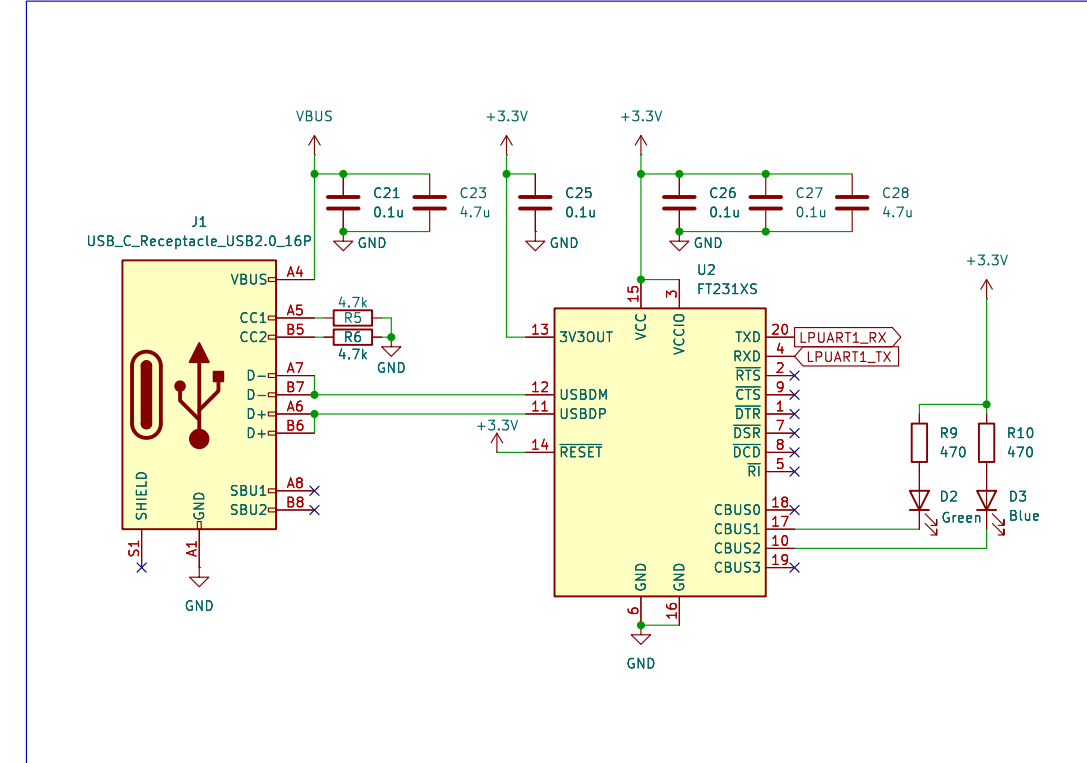 VBUS
+3.3V
+3.3V
C21
0.1u
C23
4.7u
C25
0.1u
C26
0.1u
C27
0.1u
C28
4.7u
GND
GND
GND
J1
USB_C_Receptacle_USB2.0_16P
VBUS
A4
CC1
A5
CC2
B5
D-
A7
D-
B7
D+
A6
D+
B6
SBU1
A8
SBU2
B8
SHIELD
GND
S1
A1
GND
4.7k
R5
R6
4.7k
GND
+3.3V
U2
FT231XS
15
3
VCC
VCCIO
13
3V3OUT
12
USBDM
11
USBDP
14
RESET
TXD
20
LPUART1_RX
RXD
4
LPUART1_TX
RTS
2
CTS
9
DTR
1
DSR
7
DCD
8
RI
5
CBUS0
18
CBUS1
17
CBUS2
10
CBUS3
19
GND
GND
6
16
GND
+3.3V
R9
470
R10
470
D2
Green
D3
Blue